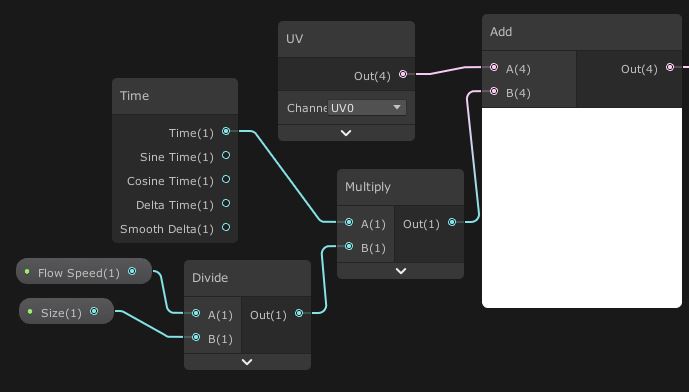 Time
Time(1)
Sine Time(1)
Cosine Time(1)
Delta Time(1)
Smooth Delta(1)
UV
Out(4)
Channe
UV0
Add
A(4)
Out(4)
B(4)
Multiply
A(1)
Out(1)
B(1)
Flow Speed(1)
Size(1)
Divide
A(1)
Out(1)
B(1)